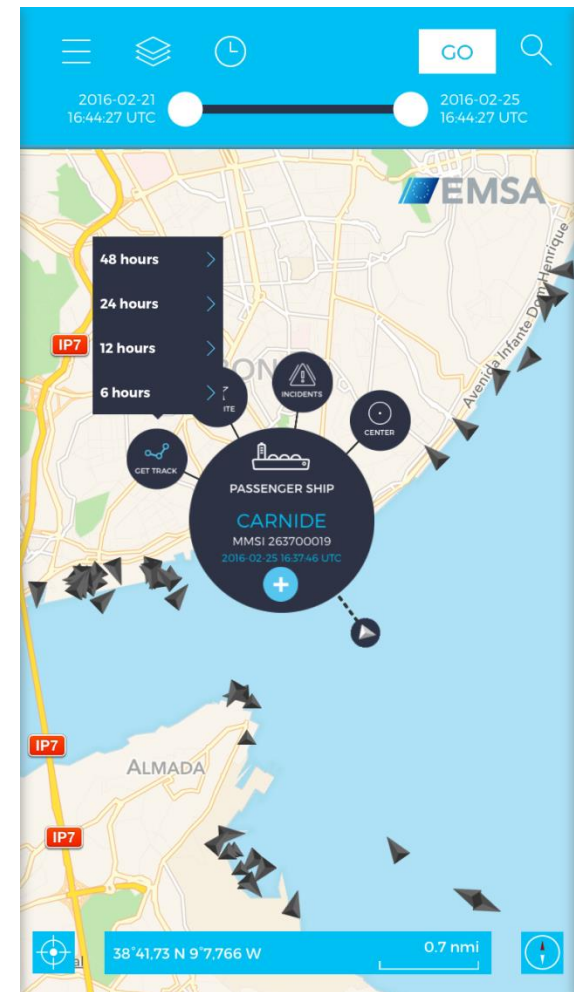 GO
2016-02-21
16:44:27 UTC
2016-02-25
16:44:27 UTC
EMSA
48 hours
24 hours
12 hours
6 hours
IP7
INCIDENTS
CENTER
GET TRACK
Avenida Infante Dom Henrique
PASSENGER SHIP
CARNIDE
MMSI 263700019
2016-02-25 16:37:46 UTC
+
IP7
ALMADA
IP7
38°41,73 N 9°7,766 W
0.7 nmi